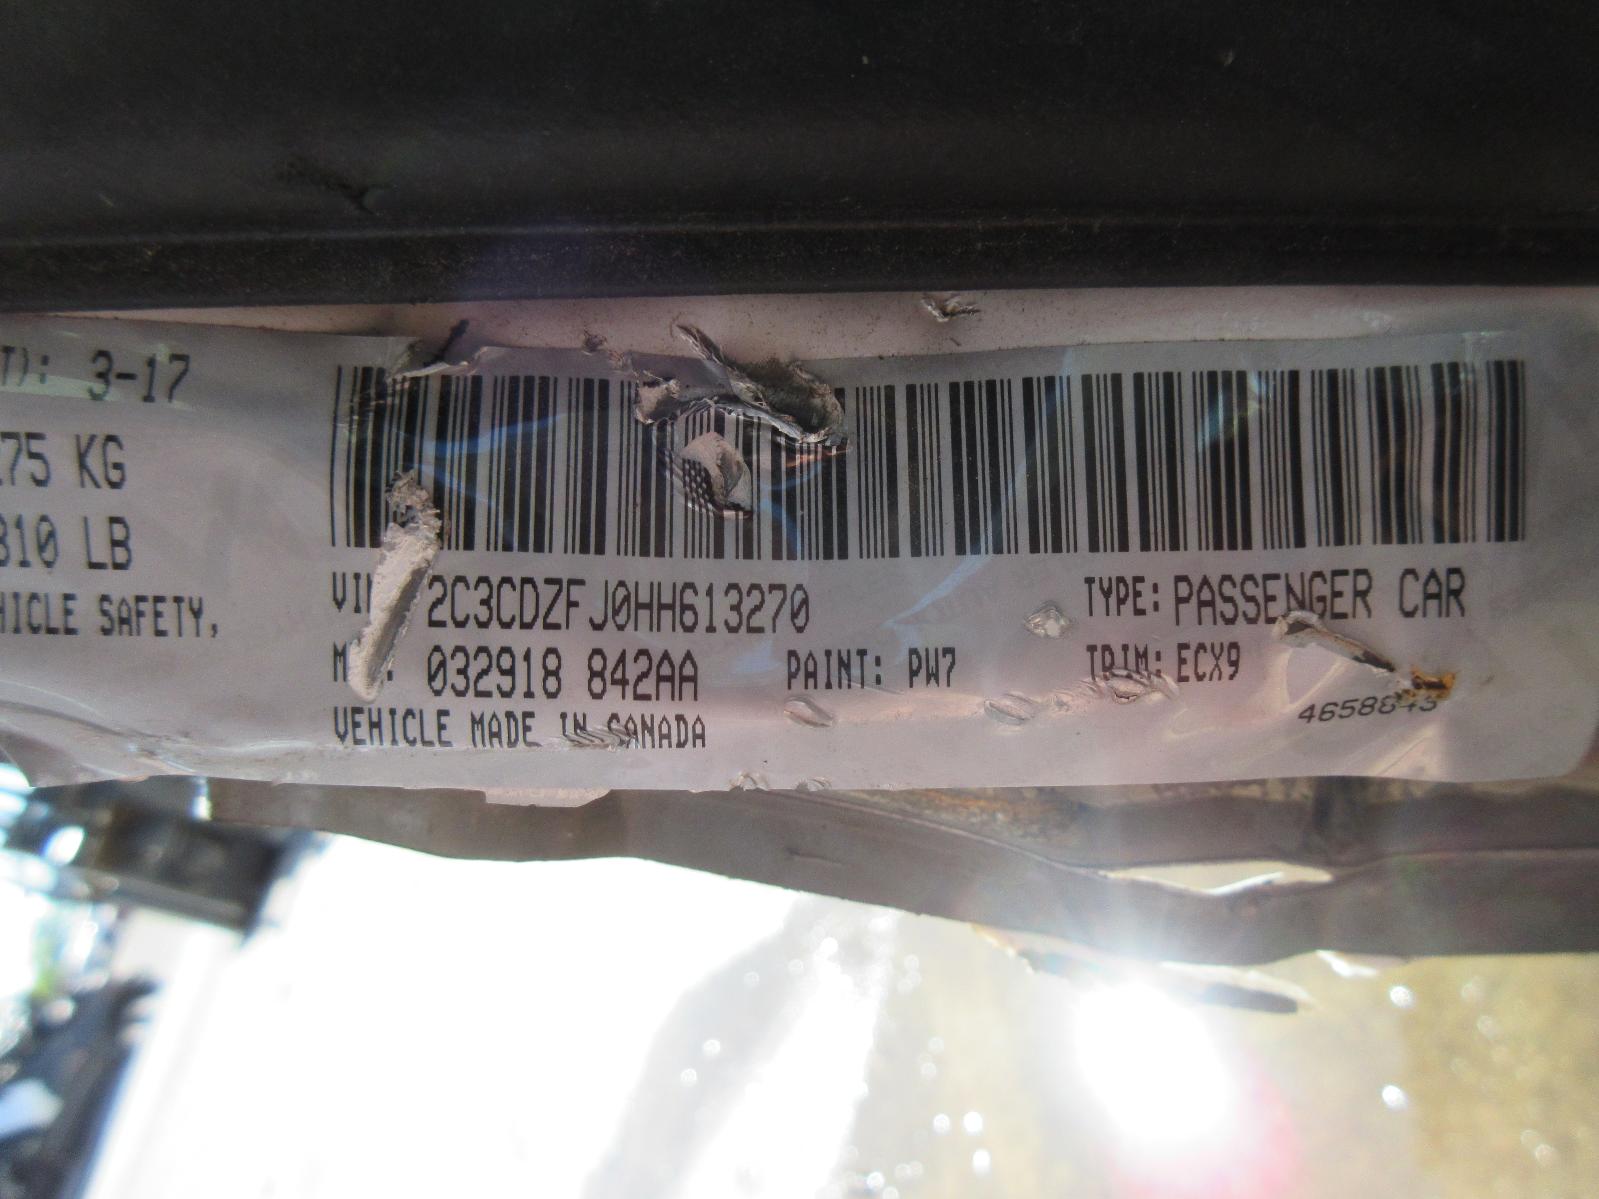 T): 3-17
75 KG
810 LB
HICLE SAFETY,
2C3CDZFJ0HH613270
TYPE: PASSENGER CAR
032918 842AA PAINT: PW7 TRIM: ECX9
VEHICLE MADE IN CANADA